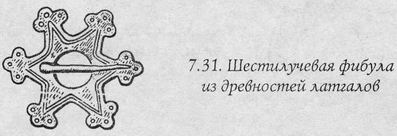 7.31. Шестилучевая фибула
из древностей латгалов